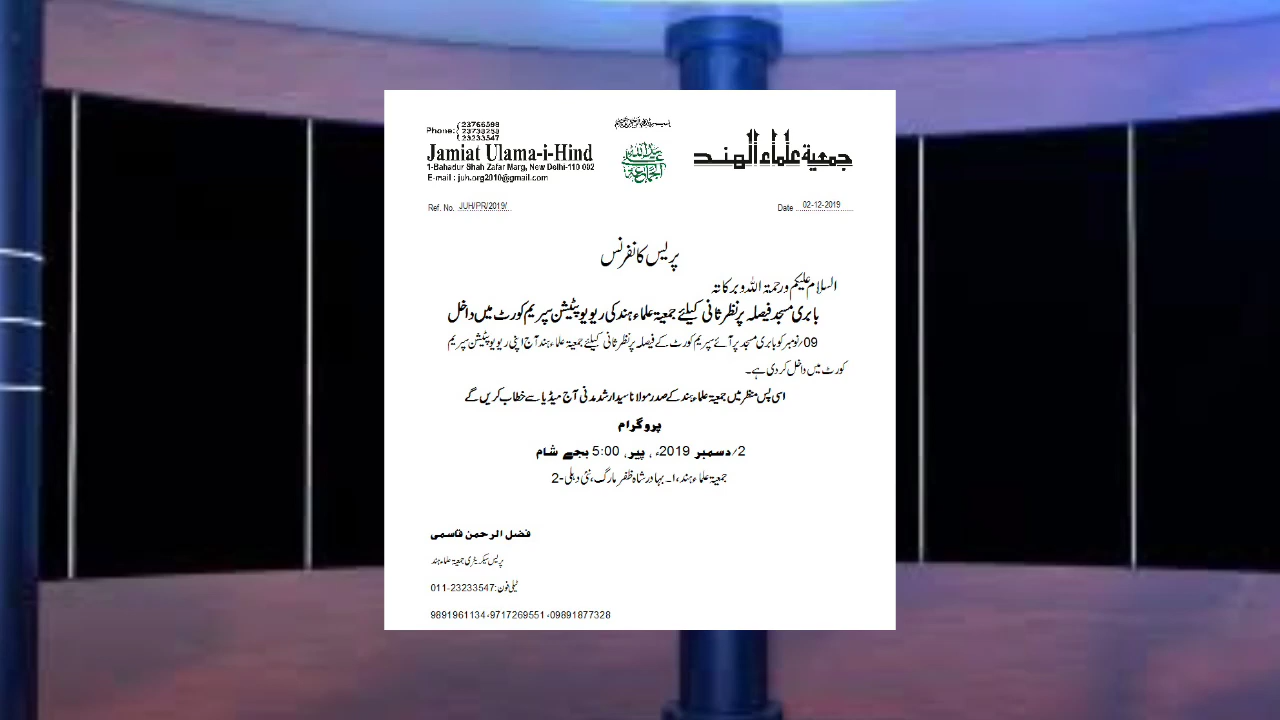 Phone: { 23766598
23738258
23233547
Jamiat Ulama-i-Hind
1-Bahadur Shah Zafar Marg, New Delhi-110 002
E-mail : juh.org2010@gmail.com
جمعیۃ علماء الہند
Ref. No. JUH/PR/2019/
Date 02-12-2019
پریس کانفرنس
السلام علیکم ورحمۃ اللہ وبرکاتہ
بابری مسجد فیصلہ پر نظر ثانی کیلئے جمعیۃ علماء ہند کی ریویو پٹیشن سپریم کورٹ میں داخل
09/نومبر کو بابری مسجد پر آئے سپریم کورٹ کے فیصلہ پر نظر ثانی کیلئے جمعیۃ علماء ہند آج اپنی ریویو پٹیشن سپریم
کورٹ میں داخل کر دی ہے۔
اسی پس منظر میں جمعیۃ علماء ہند کے صدر مولانا سید ارشد مدنی آج میڈیا سے خطاب کریں گے
پروگرام
2/دسمبر 2019ء ، پیر، 5:00 بجے شام
جمعیۃ علماء ہند، ۱۔ بہادر شاہ ظفر مارگ، نئی دہلی-2
فضل الرحمن قاسمی
پریس سیکریٹری جمعیۃ علماء ہند
ٹیلی فون: 011-23233547
9891961134-9717269551-09891877328